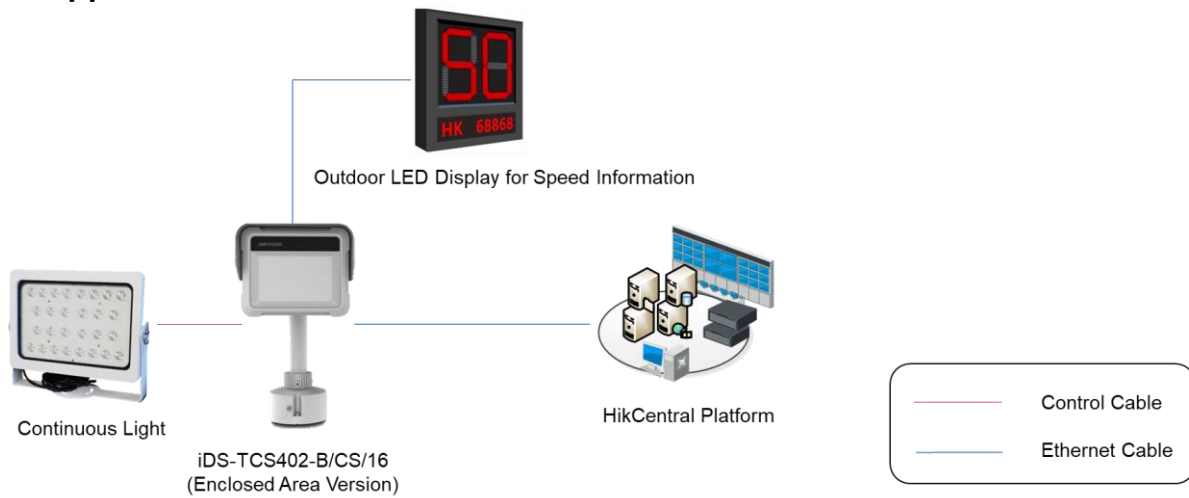 50
HK 68868
Outdoor LED Display for Speed Information
HIKVISION
Continuous Light
iDS-TCS402-B/CS/16
(Enclosed Area Version)
HikCentral Platform
Control Cable
Ethernet Cable